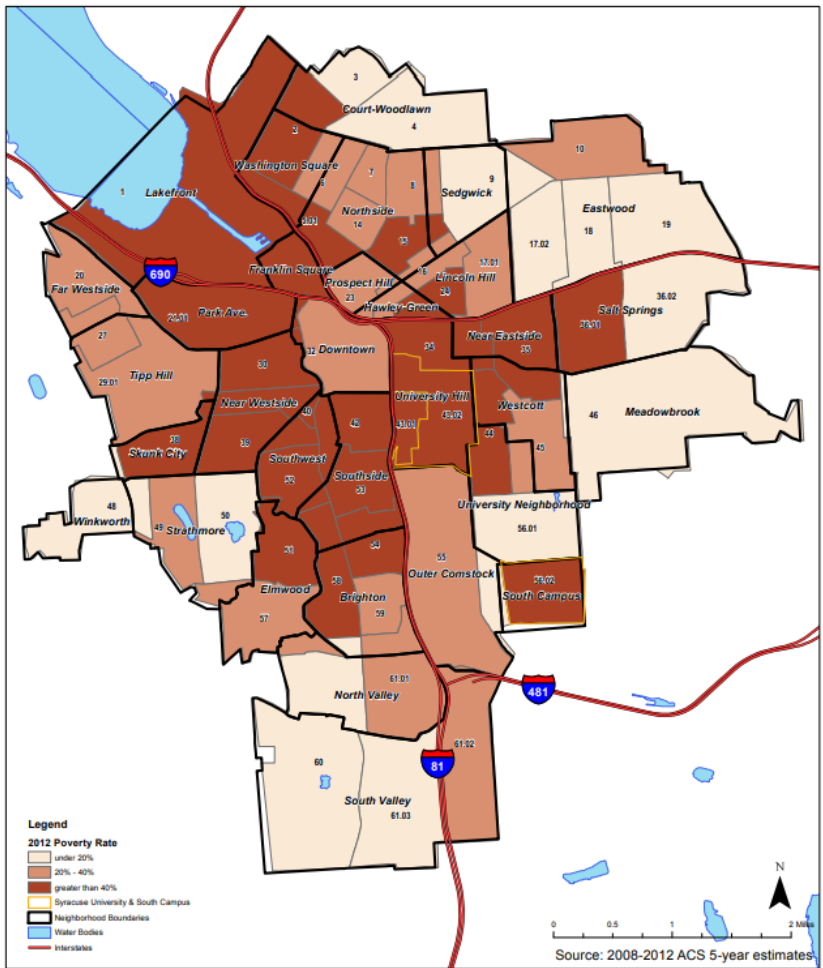 3
Court-Woodlawn
4
2
10
Washington Square
7
9
6
8
Sedgwick
1
Lakefront
Northside
14
Eastwood
19
18
17.02
15
17.01
16
Franklin Square
Prospect Hill
Lincoln Hill
20
690
Far Westside
23
24
Hawley-Green
36.02
Salt Springs
Park Ave.
27
32
Downtown
34
Near Eastside
35
30
Tipp Hill
29.01
University Hill
Near Westside
40
Westcott
46
Meadowbrook
42
43.01
43.02
44
45
38
39
Skunk City
Southwest
52
Southside
53
48
50
University Neighborhood
Winkworth
49
Strathmore
56.01
51
54
55
Outer Comstock
56.02
South Campus
58
Elmwood
Brighton
57
59
61.01
North Valley
481
61.02
60
81
South Valley
61.03
Legend
2012 Poverty Rate
under 20%
20% - 40%
greater than 40%
Syracuse University & South Campus
Neighborhood Boundaries
Water Bodies
Interstates
N
0 0.5 1 2 Miles
Source: 2008-2012 ACS 5-year estimates